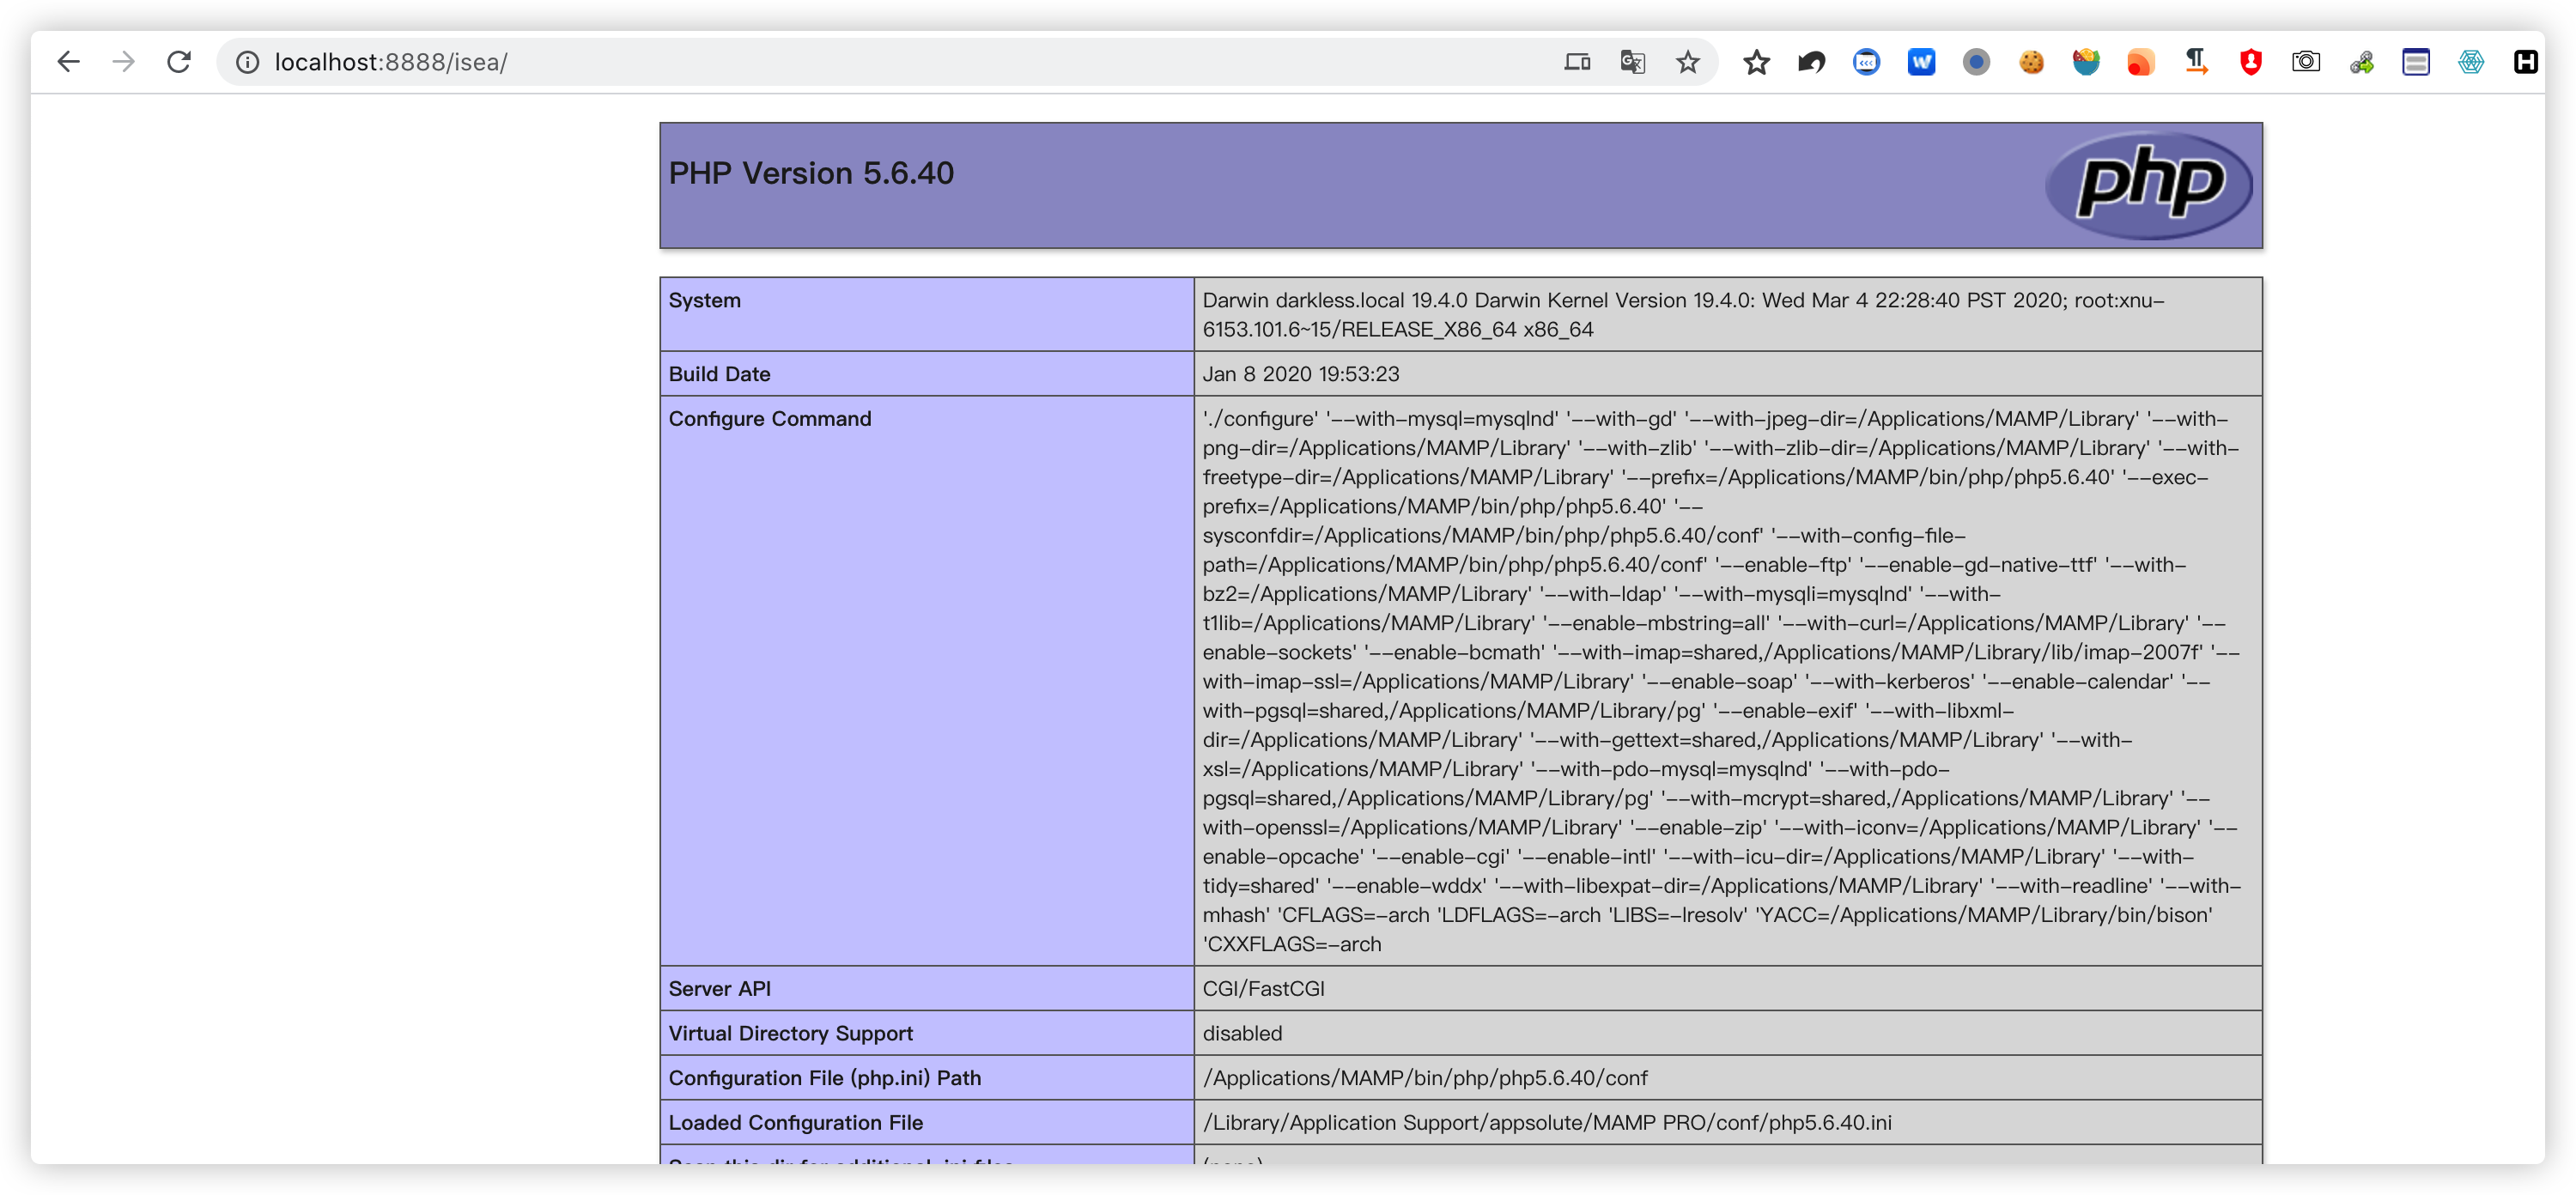 localhost:8888/isea/
PHP Version 5.6.40
php
System
Darwin darkless.local 19.4.0 Darwin Kernel Version 19.4.0: Wed Mar 4 22:28:40 PST 2020; root:xnu-
6153.101.6~15/RELEASE_X86_64 x86_64
Build Date
Jan 8 2020 19:53:23
Configure Command
'./configure' '--with-mysql=mysqlnd' '--with-gd' '--with-jpeg-dir=/Applications/MAMP/Library' '--with-
png-dir=/Applications/MAMP/Library' '--with-zlib' '--with-zlib-dir=/Applications/MAMP/Library' '--with-
freetype-dir=/Applications/MAMP/Library' '--prefix=/Applications/MAMP/bin/php/php5.6.40' '--exec-
prefix=/Applications/MAMP/bin/php/php5.6.40' '--
sysconfdir=/Applications/MAMP/bin/php/php5.6.40/conf' '--with-config-file-
path=/Applications/MAMP/bin/php/php5.6.40/conf' '--enable-ftp' '--enable-gd-native-ttf' '--with-
bz2=/Applications/MAMP/Library' '--with-ldap' '--with-mysqli=mysqlnd' '--with-
t1lib=/Applications/MAMP/Library' '--enable-mbstring=all' '--with-curl=/Applications/MAMP/Library' '--
enable-sockets' '--enable-bcmath' '--with-imap=shared,/Applications/MAMP/Library/lib/imap-2007f' '--
with-imap-ssl=/Applications/MAMP/Library' '--enable-soap' '--with-kerberos' '--enable-calendar' '--
with-pgsql=shared,/Applications/MAMP/Library/pg' '--enable-exif' '--with-libxml-
dir=/Applications/MAMP/Library' '--with-gettext=shared,/Applications/MAMP/Library' '--with-
xsl=/Applications/MAMP/Library' '--with-pdo-mysql=mysqlnd' '--with-pdo-
pgsql=shared,/Applications/MAMP/Library/pg' '--with-mcrypt=shared,/Applications/MAMP/Library' '--
with-openssl=/Applications/MAMP/Library' '--enable-zip' '--with-iconv=/Applications/MAMP/Library' '--
enable-opcache' '--enable-cgi' '--enable-intl' '--with-icu-dir=/Applications/MAMP/Library' '--with-
tidy=shared' '--enable-wddx' '--with-libexpat-dir=/Applications/MAMP/Library' '--with-readline' '--with-
mhash' 'CFLAGS=-arch 'LDFLAGS=-arch 'LIBS=-lresolv' 'YACC=/Applications/MAMP/Library/bin/bison'
'CXXFLAGS=-arch
Server API
CGI/FastCGI
Virtual Directory Support
disabled
Configuration File (php.ini) Path
/Applications/MAMP/bin/php/php5.6.40/conf
Loaded Configuration File
/Library/Application Support/appsolute/MAMP PRO/conf/php5.6.40.ini